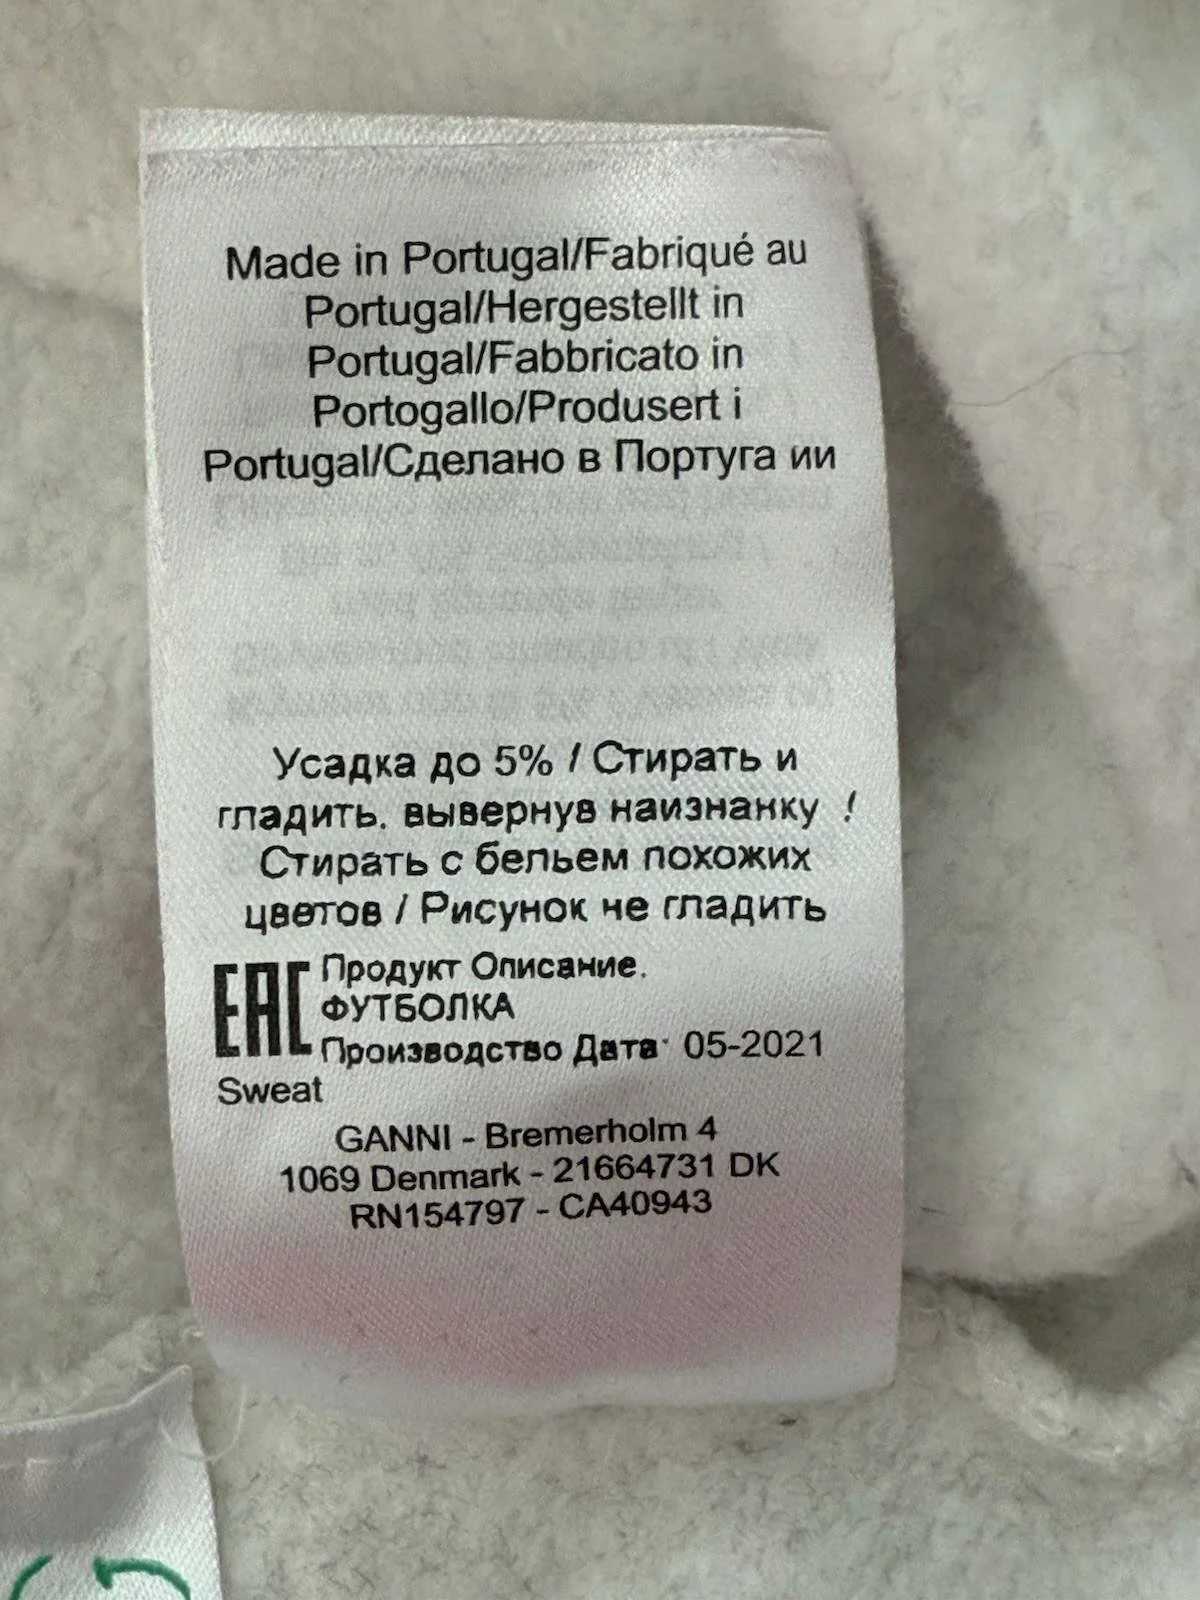 Made in Portugal/Fabriqué au
Portugal/Hergestellt in
Portugal/Fabbricato in
Portogallo/Produsert i
Portugal/Сделано в Португа ии
Усадка до 5% / Стирать и
гладить. вывернув наизнанку /
Стирать с бельем похожих
цветов / Рисунок не гладить
EAC Продукт Описание.
ФУТБОЛКА
Производство Дата· 05-2021
Sweat
GANNI - Bremerholm 4
1069 Denmark - 21664731 DK
RN154797 - CA40943